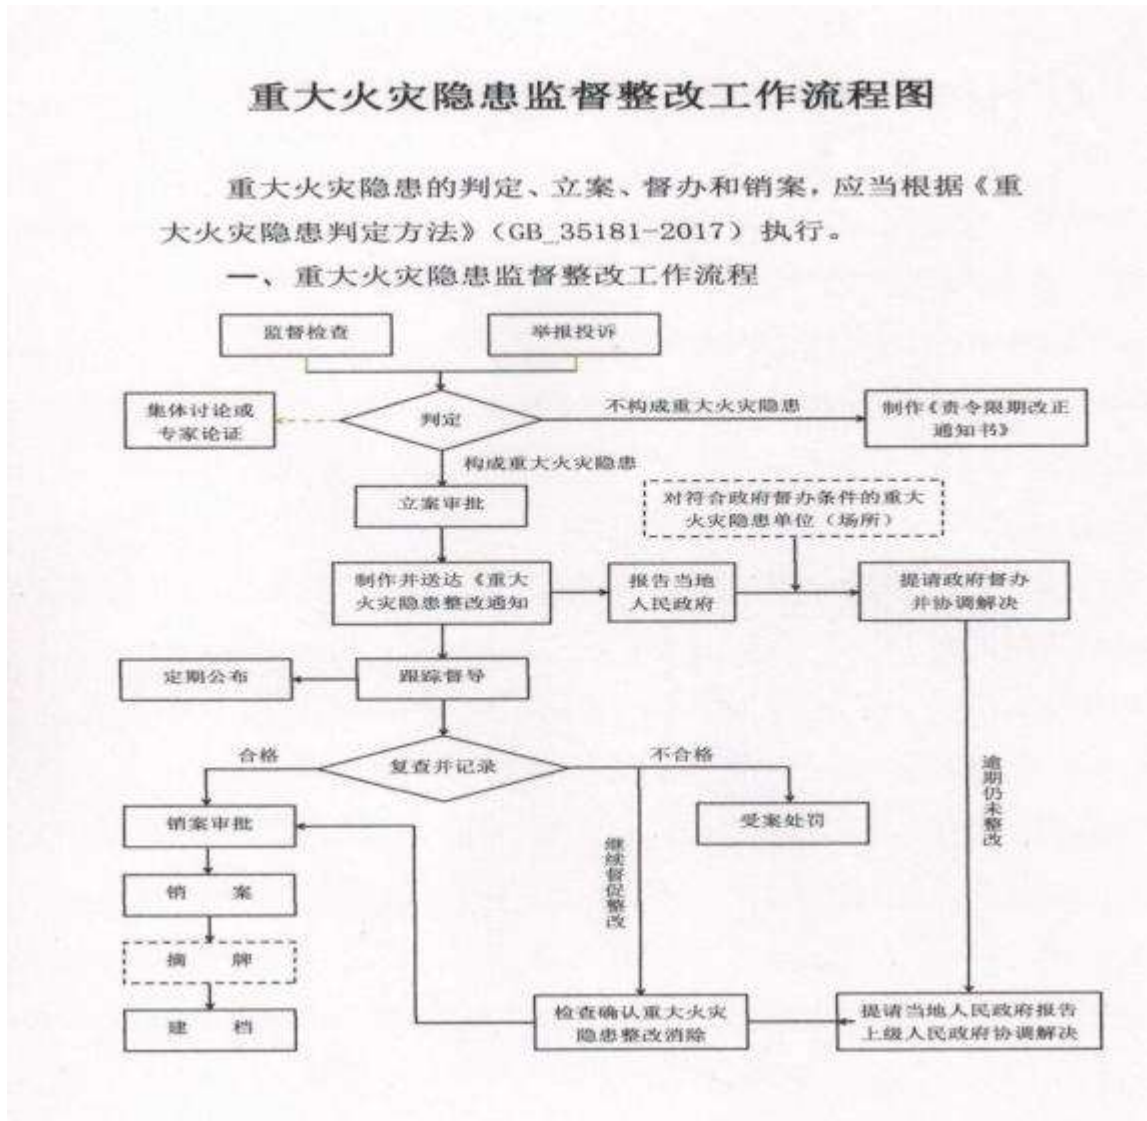 重大火灾隐患监督整改工作流程图
重大火灾隐患的判定、立案、督办和销案，应当根据《重
大火灾隐患判定方法》（GB 35181-2017）执行。
一、重大火灾隐患监督整改工作流程
监督检查
举报投诉
集体讨论或
专家论证
判定
不构成重大火灾隐患
制作《责令限期改正
通知书》
构成重大火灾隐患
立案审批
对符合政府督办条件的重大
火灾隐患单位（场所）
制作并送达《重大
火灾隐患整改通知
报告当地
人民政府
提请政府督办
并协调解决
定期公布
跟踪督导
合格
复查并记录
不合格
逾期仍未整改
销案审批
受案处罚
继续督促整改
销 案
摘 牌
建 档
检查确认重大火灾
隐患整改消除
提请当地人民政府报告
上级人民政府协调解决